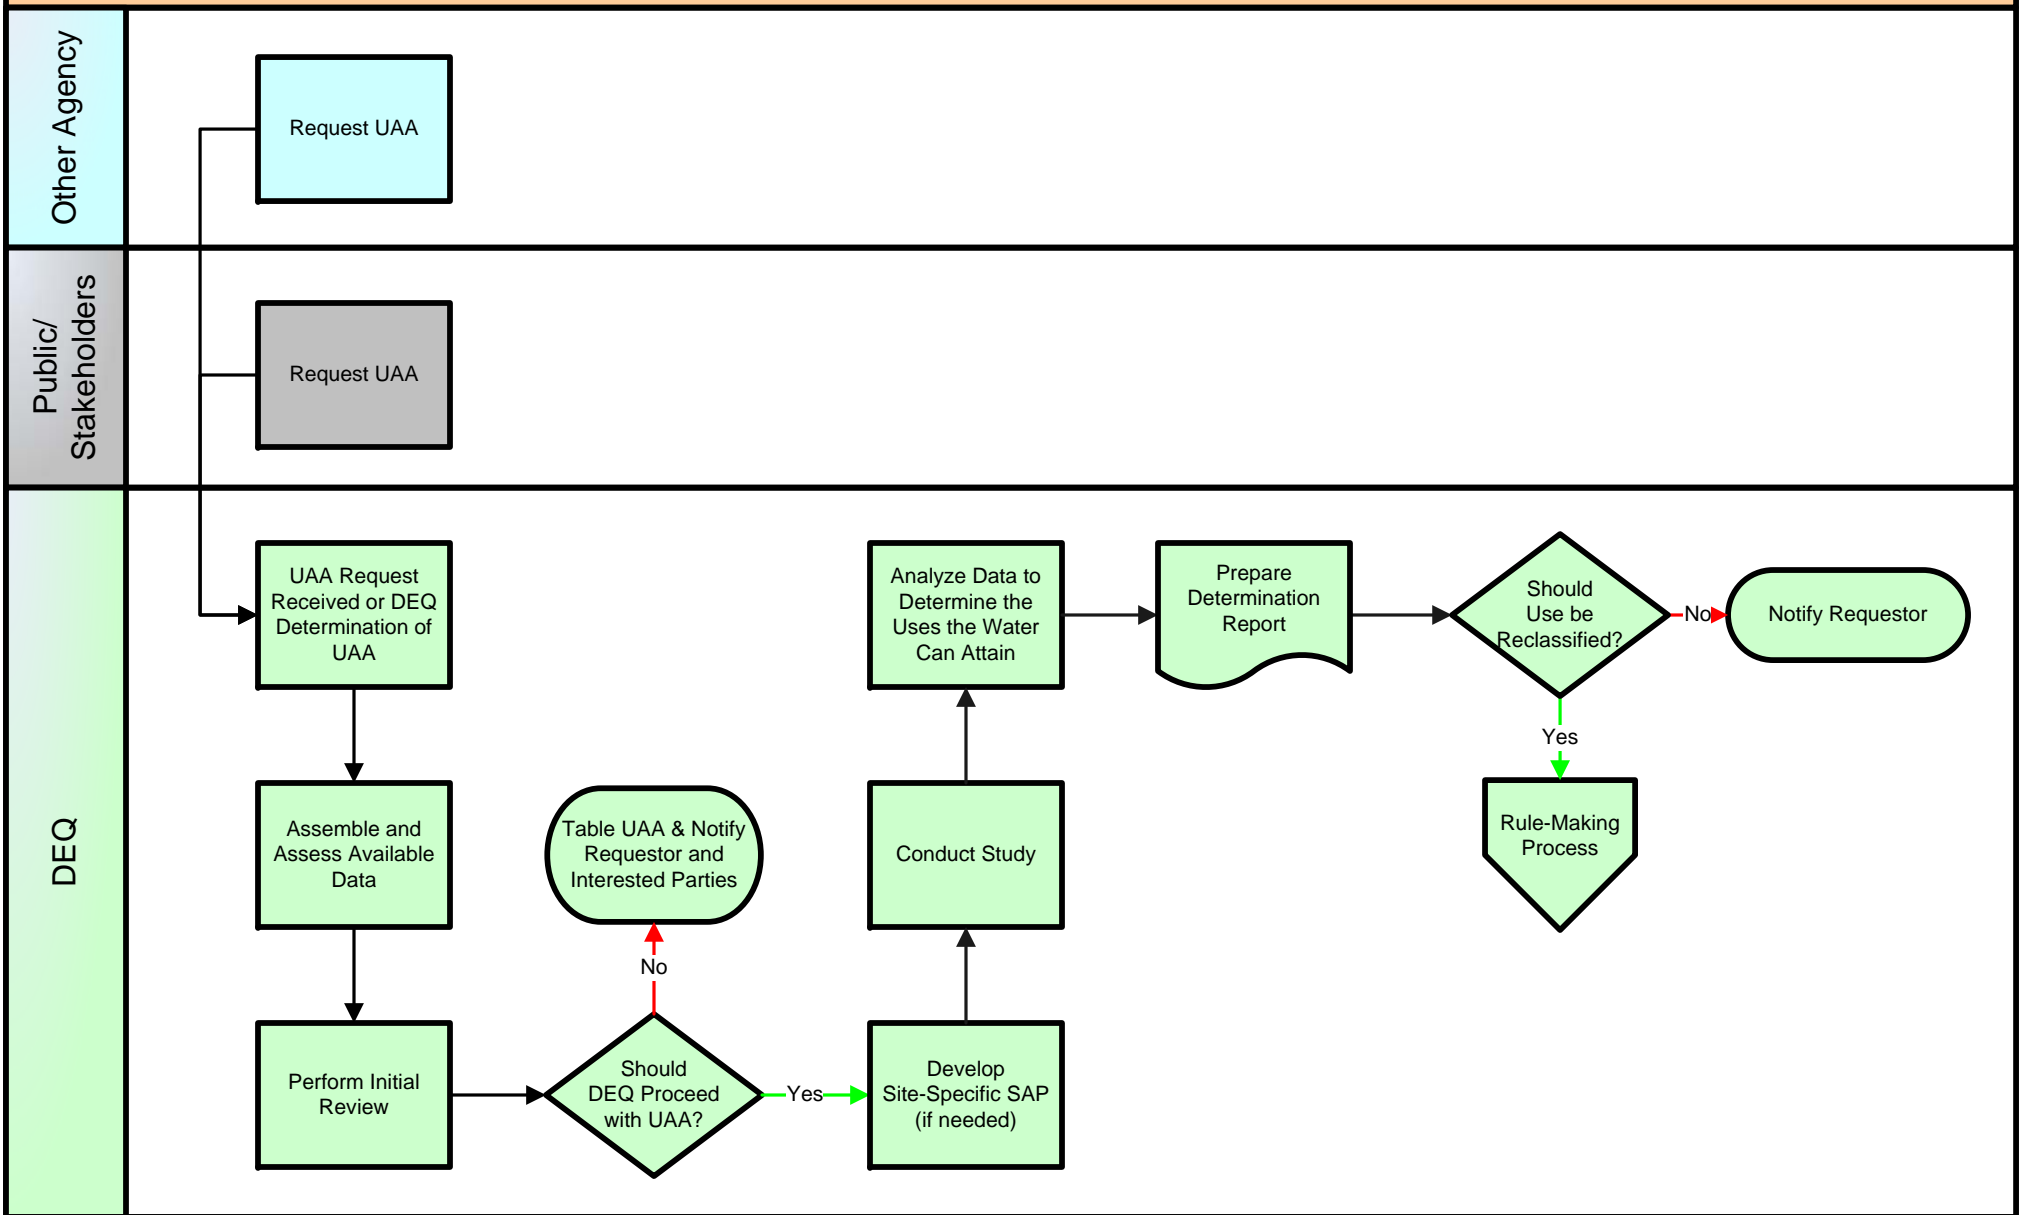 Other Agency
Request UAA
Public/
Stakeholders
Request UAA
DEQ
UAA Request
Received or DEQ
Determination of
UAA
Assemble and
Assess Available
Data
Perform Initial
Review
Should
DEQ Proceed
with UAA?
No
Table UAA & Notify
Requestor and
Interested Parties
Yes
Develop
Site-Specific SAP
(if needed)
Conduct Study
Analyze Data to
Determine the
Uses the Water
Can Attain
Prepare
Determination
Report
Should
Use be
Reclassified?
No
Notify Requestor
Yes
Rule-Making
Process